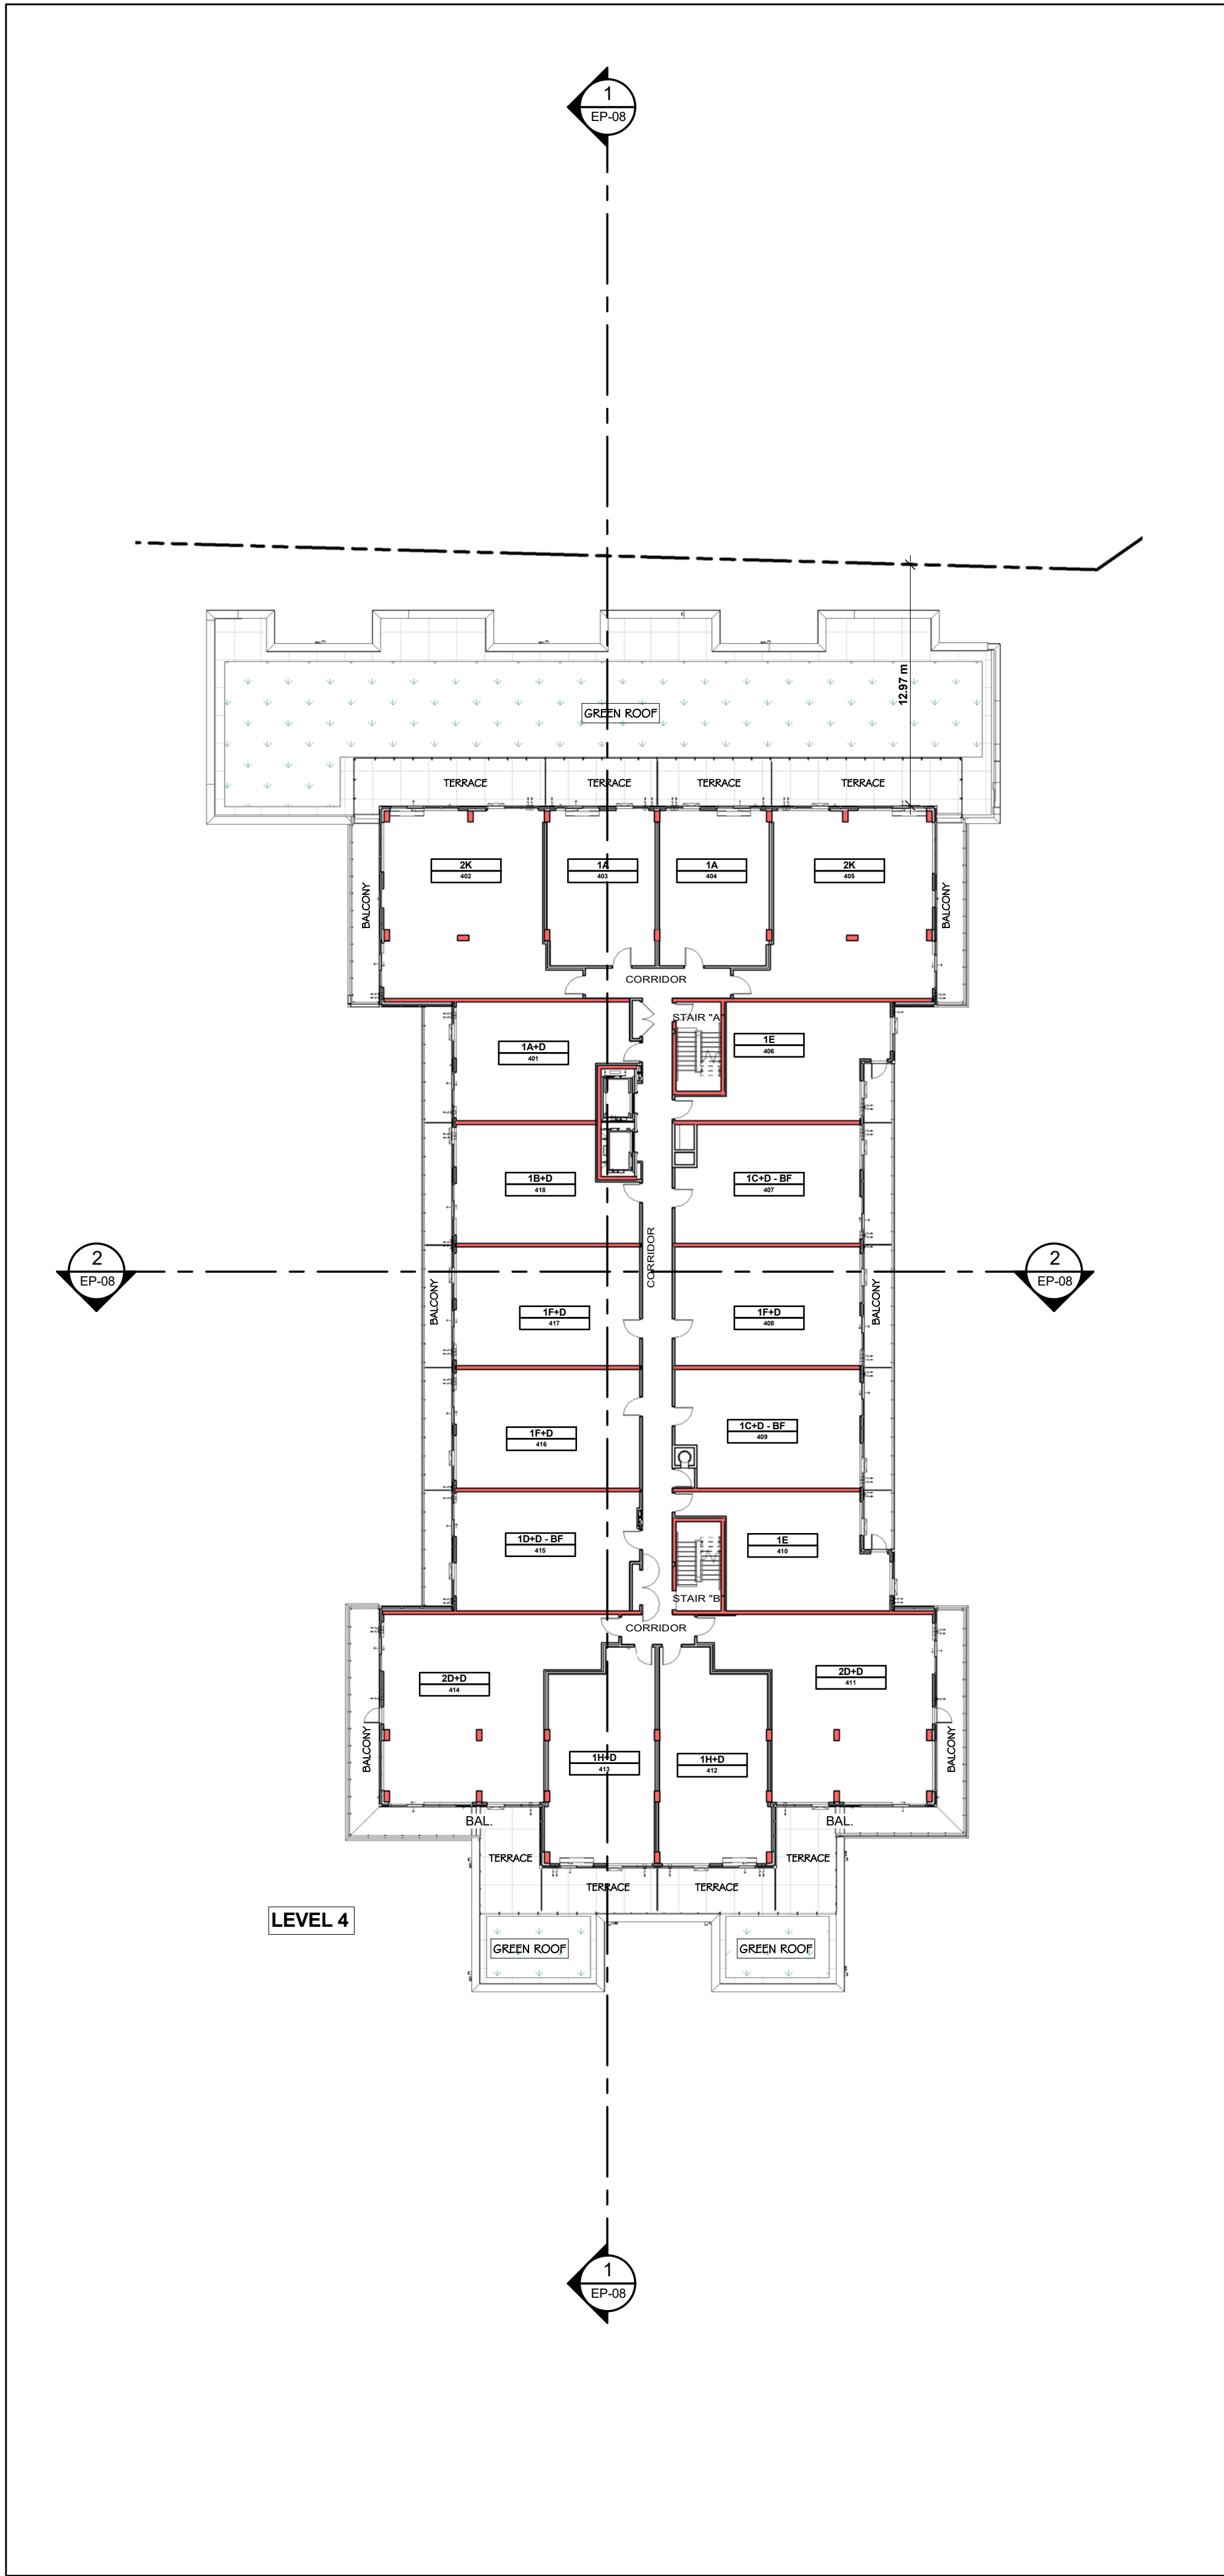 1
EP-08
12.97 m
GREEN ROOF
TERRACE
TERRACE
TERRACE
TERRACE
2K
402
1A
403
1A
404
2K
405
BALCONY
BALCONY
CORRIDOR
STAIR "A"
1A+D
401
1E
406
1B+D
418
1C+D - BF
407
CORRIDOR
2
EP-08
2
EP-08
BALCONY
BALCONY
1F+D
417
1F+D
408
1F+D
416
1C+D - BF
409
1D+D - BF
415
1E
410
STAIR "B"
CORRIDOR
2D+D
414
2D+D
411
BALCONY
BALCONY
1H+D
413
1H+D
412
BAL.
BAL.
TERRACE
TERRACE
TERRACE
TERRACE
LEVEL 4
GREEN ROOF
GREEN ROOF
1
EP-08